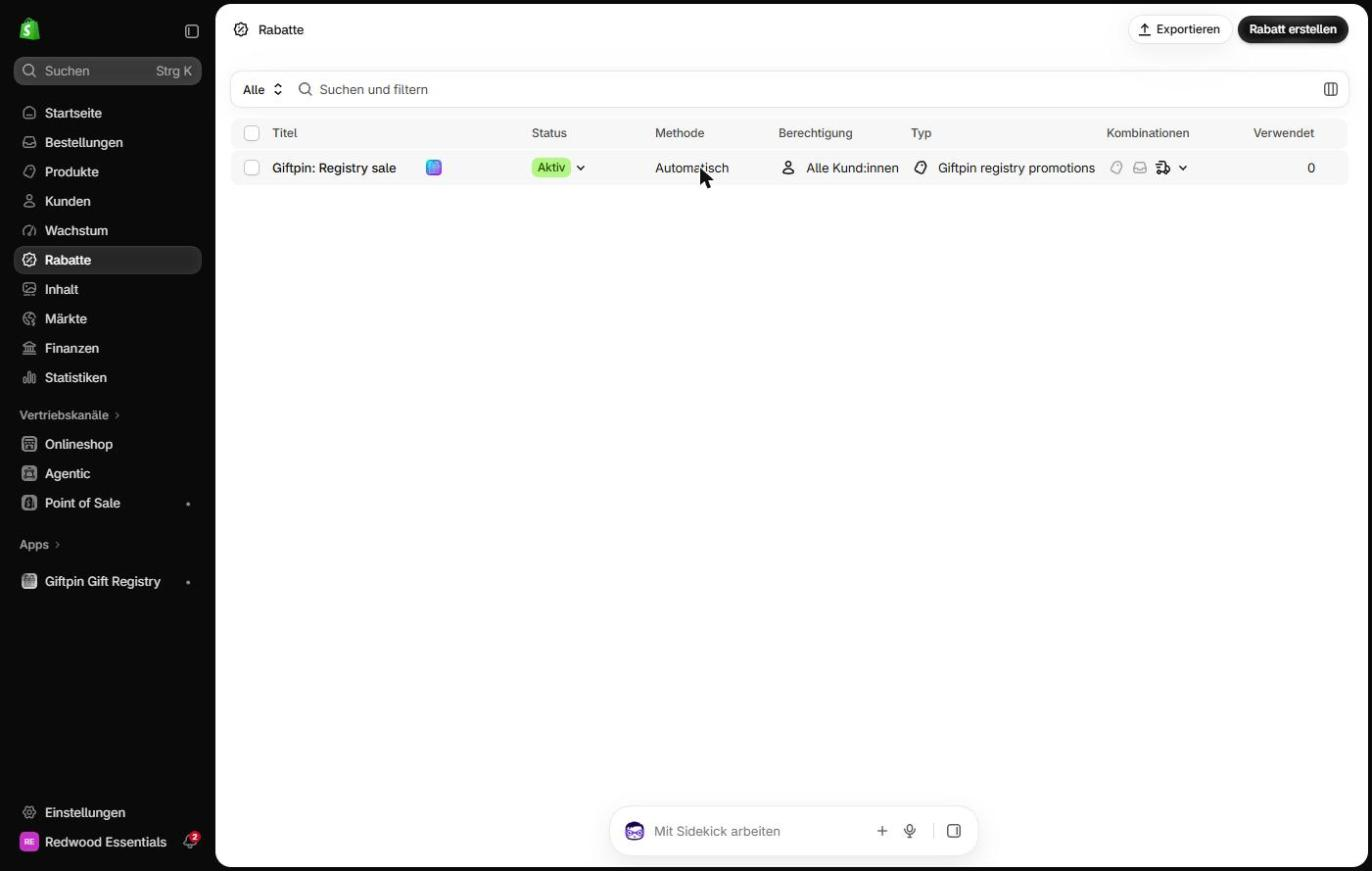 Rabatte
Exportieren
Rabatt erstellen
Suchen
Strg K
Startseite
Bestellungen
Produkte
Kunden
Wachstum
Rabatte
Inhalt
Märkte
Finanzen
Statistiken
Vertriebskanäle
Onlineshop
Agentic
Point of Sale
Apps
Giftpin Gift Registry
Einstellungen
RE
Redwood Essentials
2
Alle
Suchen und filtern
Titel Status Methode Berechtigung Typ Kombinationen Verwendet
Giftpin: Registry sale Aktiv Automatisch Alle Kund:innen Giftpin registry promotions 0
Mit Sidekick arbeiten